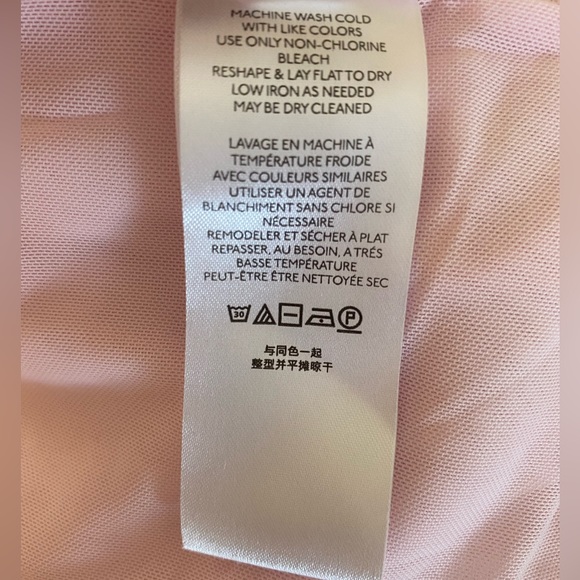 MACHINE WASH COLD
WITH LIKE COLORS
USE ONLY NON-CHLORINE
BLEACH
RESHAPE & LAY FLAT TO DRY
LOW IRON AS NEEDED
MAY BE DRY CLEANED
LAVAGE EN MACHINE À
TEMPÉRATURE FROIDE
AVEC COULEURS SIMILAIRES
UTILISER UN AGENT DE
BLANCHIMENT SANS CHLORE SI
NÉCESSAIRE
REMODELER ET SÉCHER À PLAT
REPASSER, AU BESOIN, A TRÉS
BASSE TEMPÉRATURE
PEUT-ÊTRE ÊTRE NETTOYÉE SEC
30 P
与同色一起
整型并平摊晾干